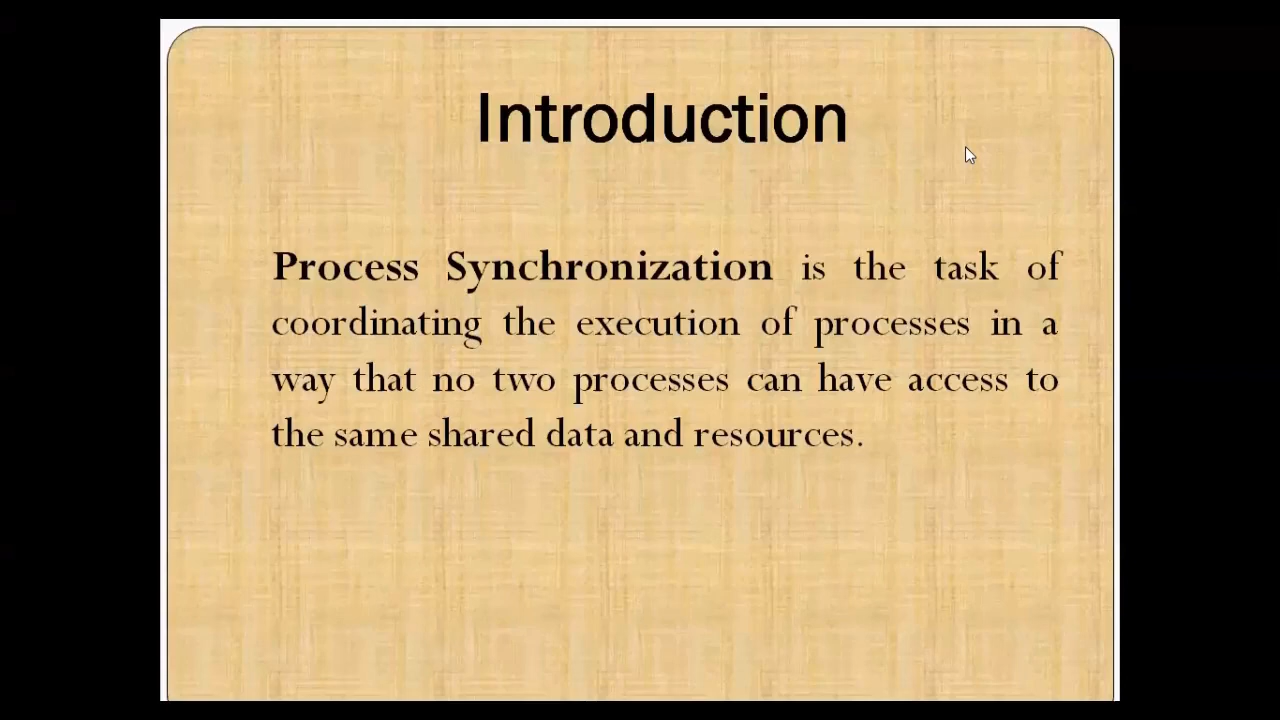 Introduction
Process Synchronization is the task of
coordinating the execution of processes in a
way that no two processes can have access to
the same shared data and resources.